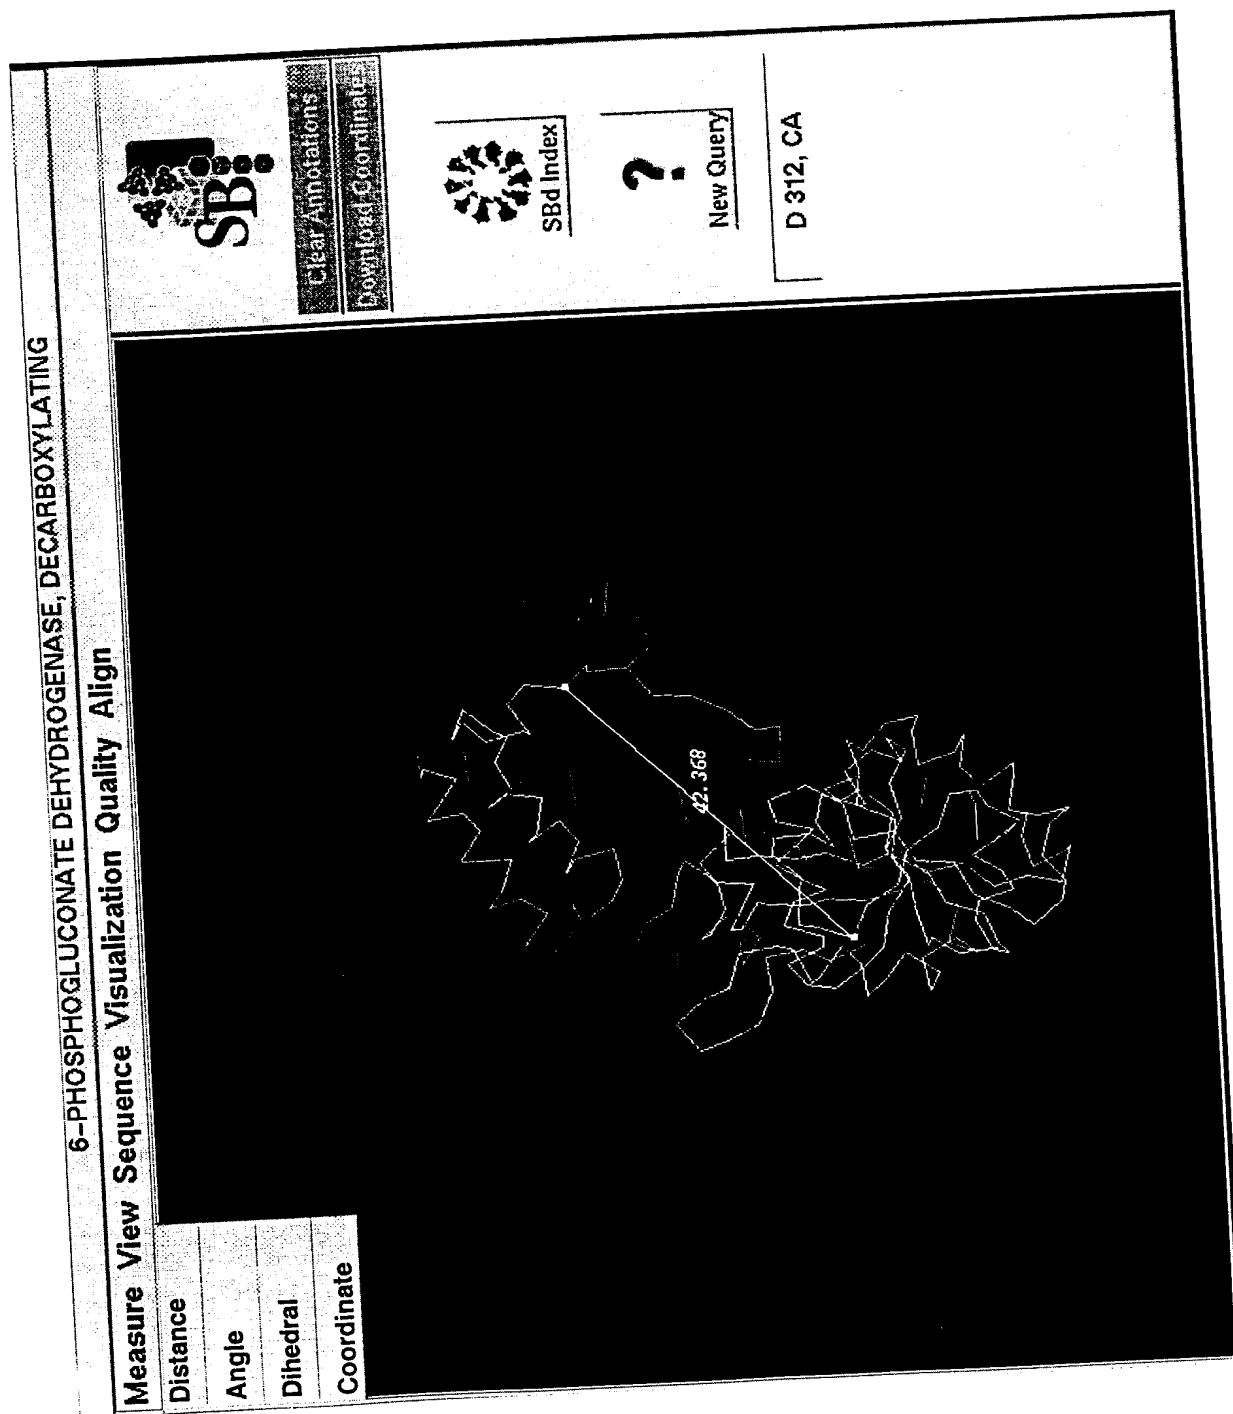 6-PHOSPHOGLUCONATE DEHYDROGENASE, DECARBOXYLATING
Measure View Sequence Visualization Quality Align
Distance
Angle
Dihedral
Coordinate
42.368
SB
Clear Annotations
Download Coordinates
SBd Index
?
New Query
D 312, CA